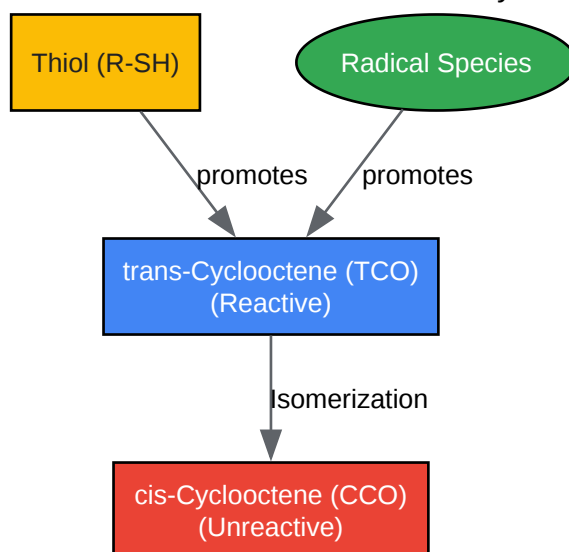 Thiol (R-SH)
Radical Species
promotes
promotes
trans-Cyclooctene (TCO)
(Reactive)
Isomerization
cis-Cyclooctene (CCO)
(Unreactive)